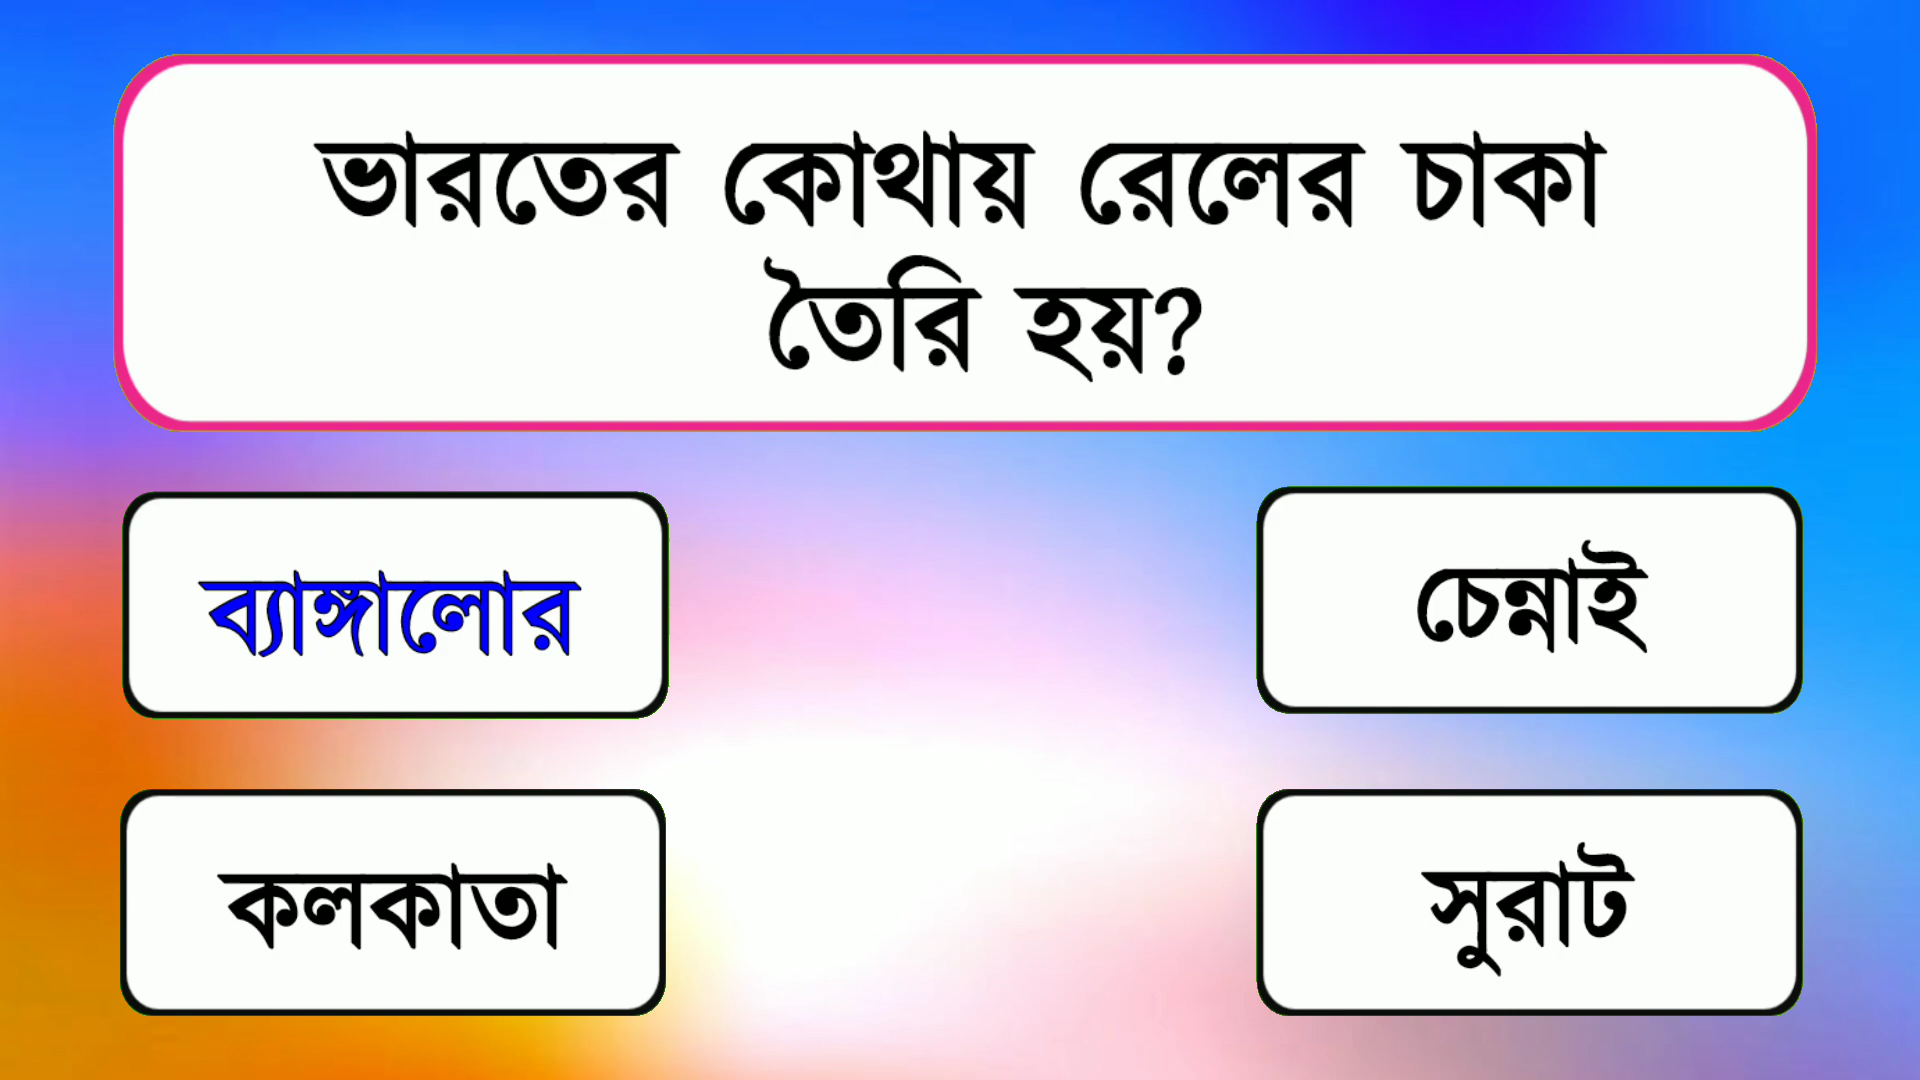 ভারতের কোথায় রেলের চাকা
তৈরি হয়?
ব্যাঙ্গালোর
চেন্নাই
কলকাতা
সুরাট